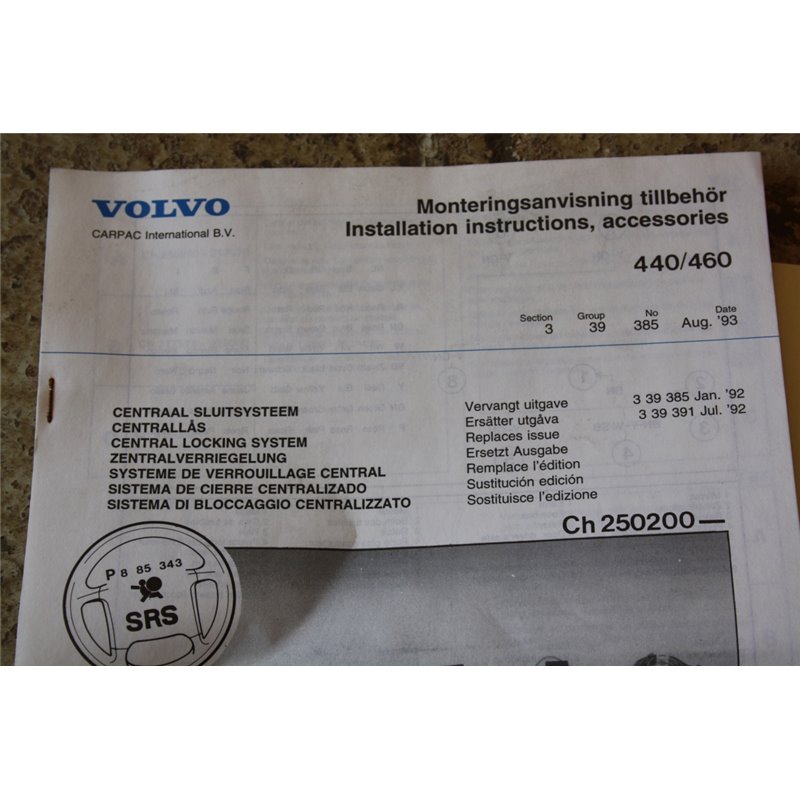 VOLVO
CARPAC International B.V.
Monteringsanvisning tillbehör
Installation instructions, accessories
440/460
Section Group No Date
3 39 385 Aug. '93
CENTRAAL SLUITSYSTEEM
CENTRALLÅS
CENTRAL LOCKING SYSTEM
ZENTRALVERRIEGELUNG
SYSTEME DE VERROUILLAGE CENTRAL
SISTEMA DE CIERRE CENTRALIZADO
SISTEMA DI BLOCCAGGIO CENTRALIZZATO
Vervangt uitgave 3 39 385 Jan. '92
Ersätter utgåva 3 39 391 Jul. '92
Replaces issue
Ersetzt Ausgabe
Remplace l'édition
Sustitución edición
Sostituisce l'edizione
Ch 250200—
P 8 85 343
SRS